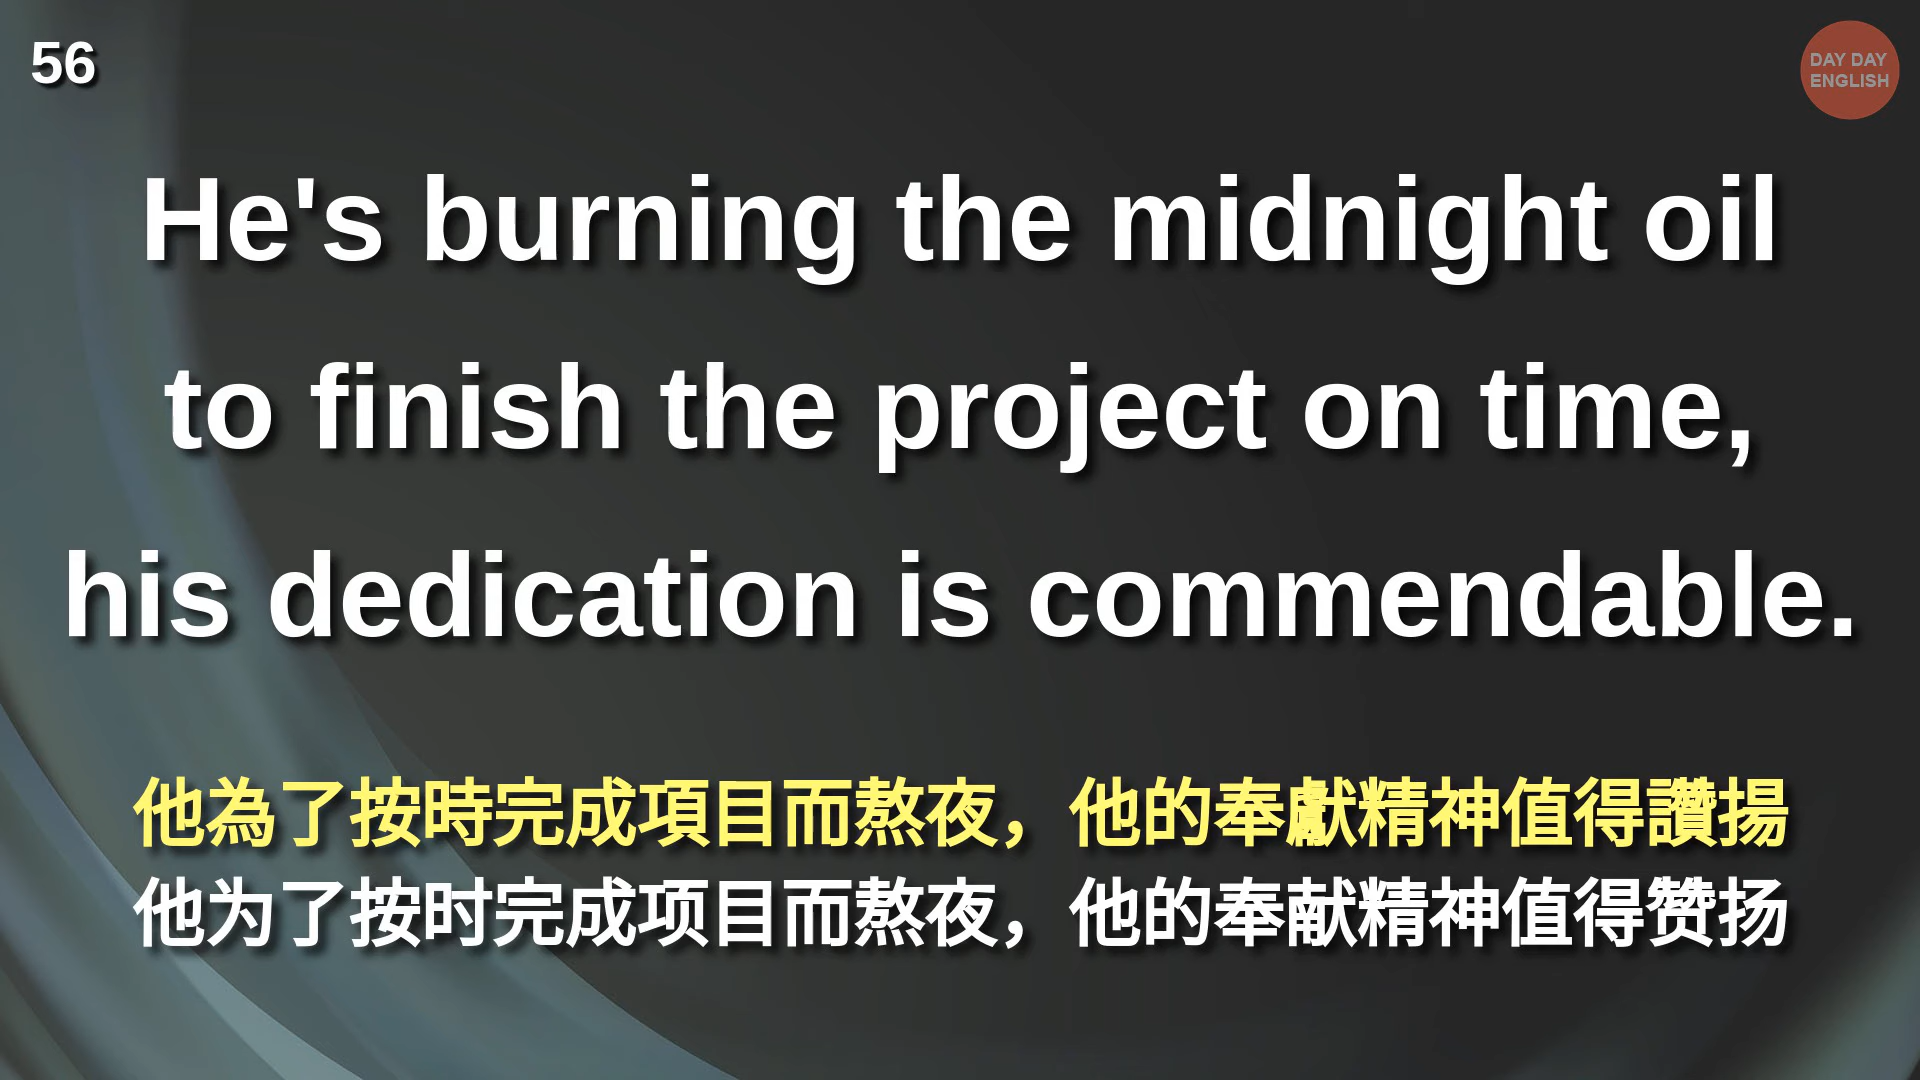 56
DAY DAY
ENGLISH
He's burning the midnight oil
to finish the project on time,
his dedication is commendable.
他為了按時完成項目而熬夜，他的奉獻精神值得讚揚
他为了按时完成项目而熬夜，他的奉献精神值得赞扬